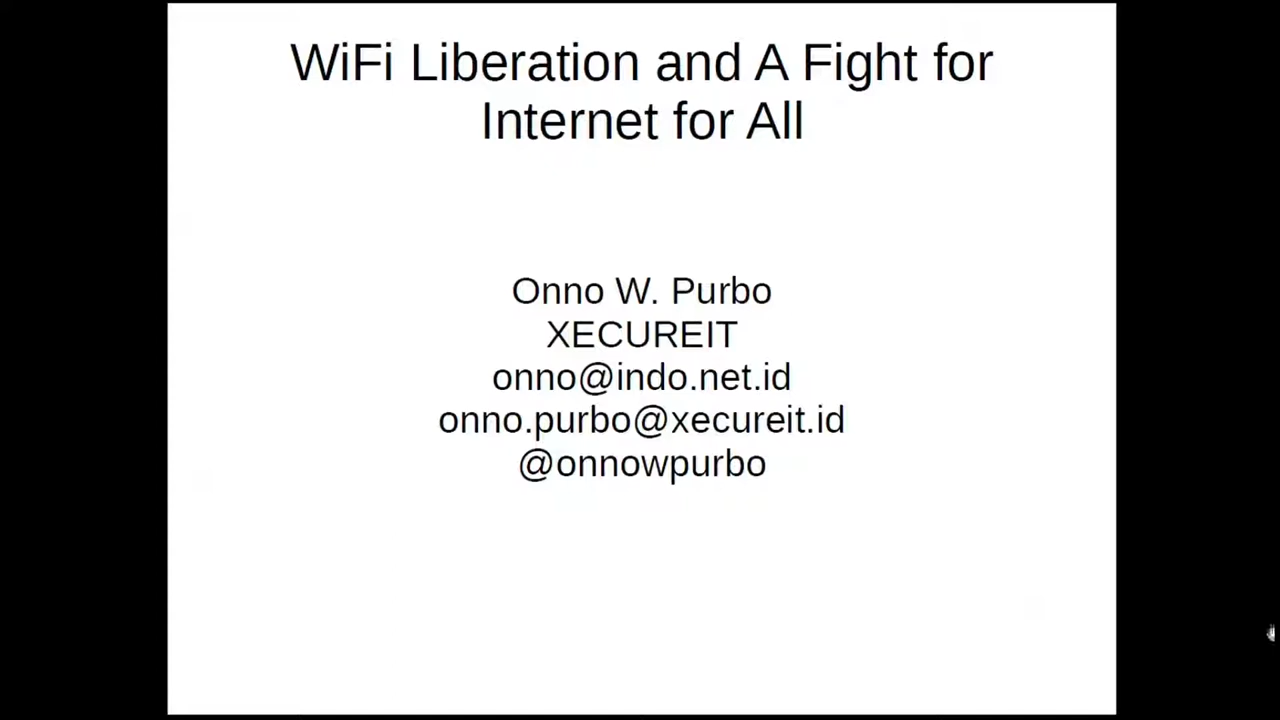 WiFi Liberation and A Fight for
Internet for All
Onno W. Purbo
XECUREIT
onno@indo.net.id
onno.purbo@xecureit.id
@onnowpurbo